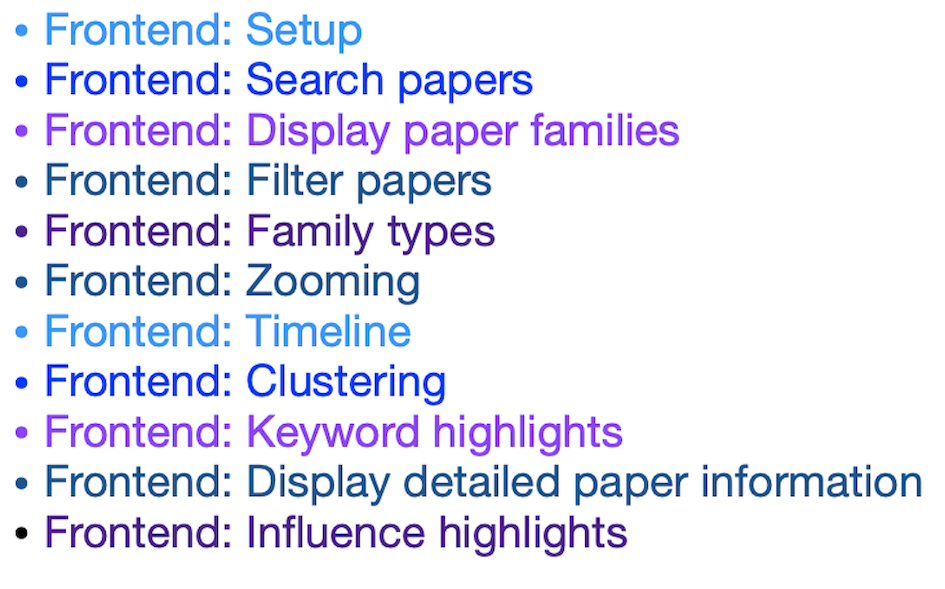 • Frontend: Setup
• Frontend: Search papers
• Frontend: Display paper families
• Frontend: Filter papers
• Frontend: Family types
• Frontend: Zooming
• Frontend: Timeline
• Frontend: Clustering
• Frontend: Keyword highlights
• Frontend: Display detailed paper information
• Frontend: Influence highlights